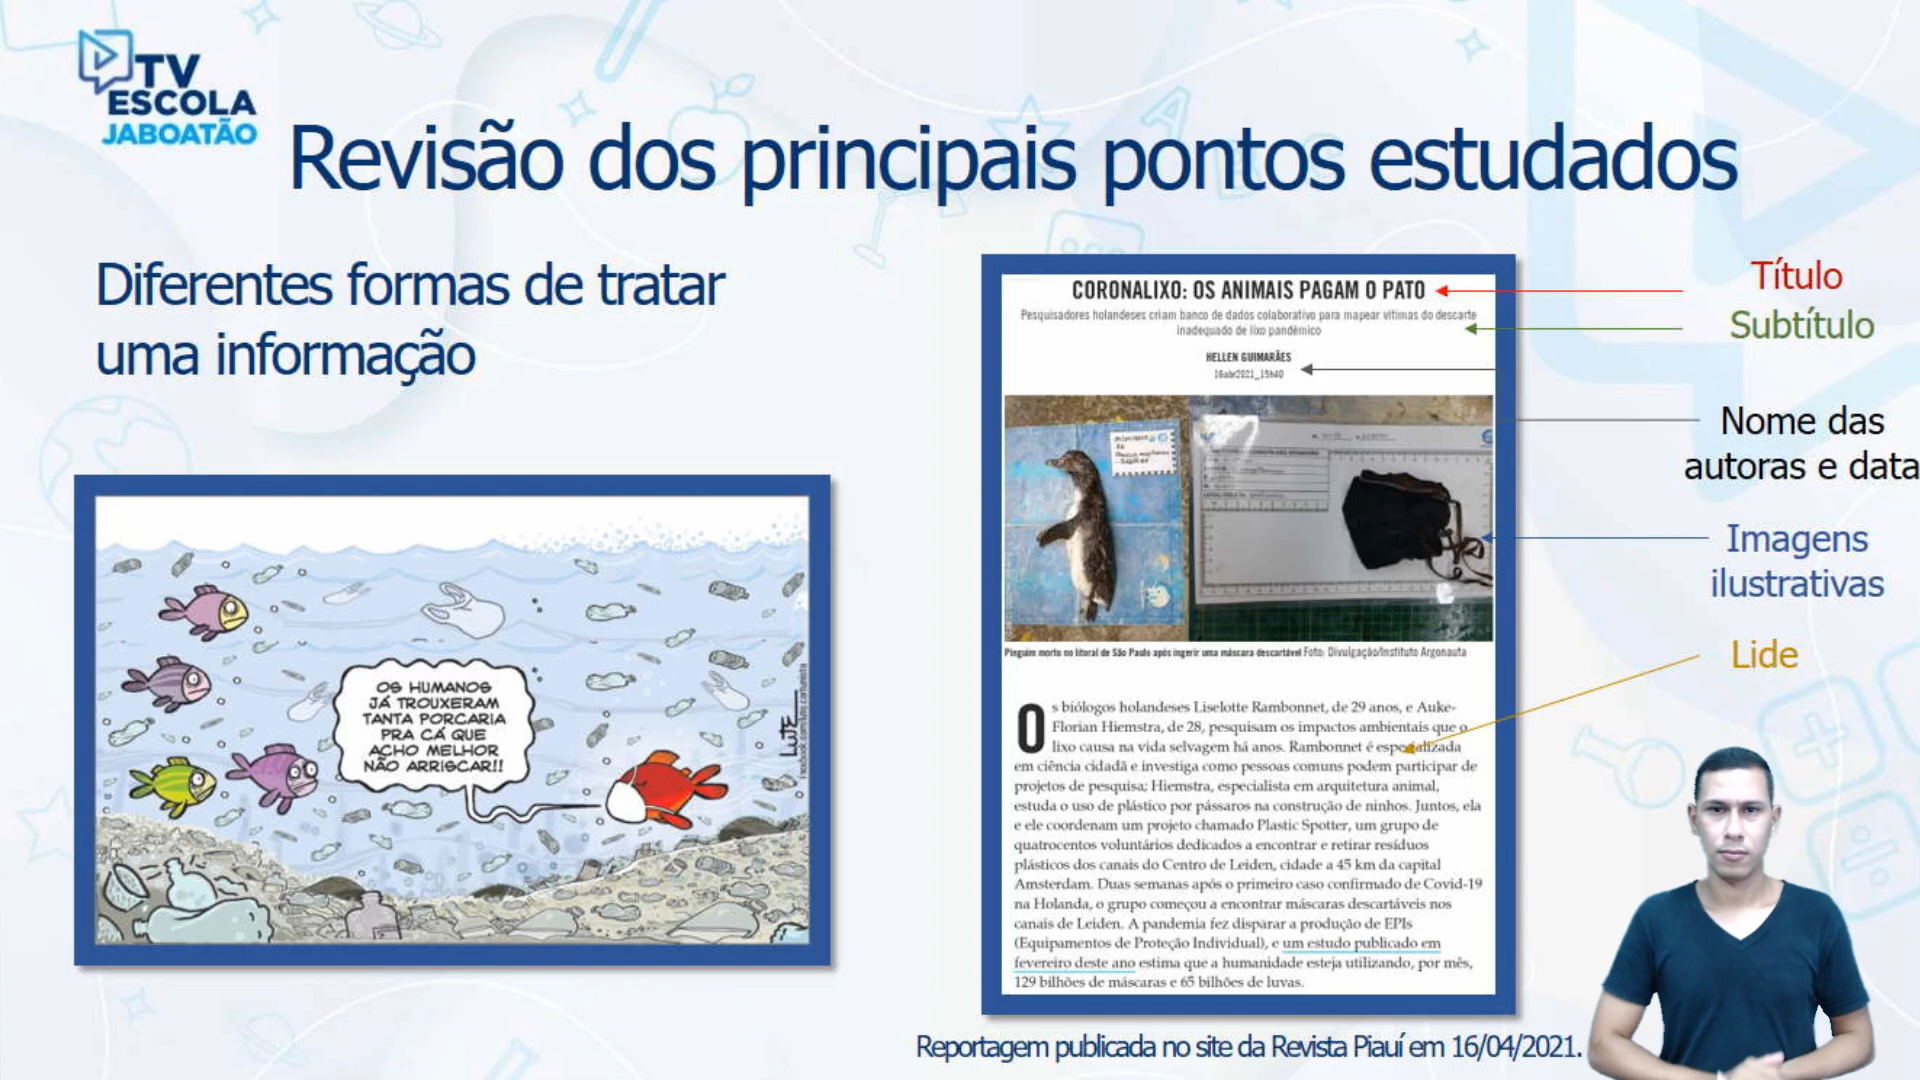 TV
ESCOLA
JABOATÃO
Revisão dos principais pontos estudados
Diferentes formas de tratar
uma informação
OS HUMANOS
JÁ TROUXERAM
TANTA PORCARIA
PRA CÁ QUE
ACHO MELHOR
NÃO ARRISCAR!!
LUTE
CORONALIXO: OS ANIMAIS PAGAM O PATO
Pesquisadores holandeses criam banco de dados colaborativo para mapear vítimas do descarte
inadequado de lixo pandêmico
HELLEN GUIMARÃES
16abr2021_15h40
Pinguim morto no litoral de São Paulo após ingerir uma máscara descartável Foto: Divulgação/Instituto Argonauta
Os biólogos holandeses Liselotte Rambonnet, de 29 anos, e Auke-
Florian Hiemstra, de 28, pesquisam os impactos ambientais que o
lixo causa na vida selvagem há anos. Rambonnet é especializada
em ciência cidadã e investiga como pessoas comuns podem participar de
projetos de pesquisa; Hiemstra, especialista em arquitetura animal,
estuda o uso de plástico por pássaros na construção de ninhos. Juntos, ela
e ele coordenam um projeto chamado Plastic Spotter, um grupo de
quatrocentos voluntários dedicados a encontrar e retirar resíduos
plásticos dos canais do Centro de Leiden, cidade a 45 km da capital
Amsterdam. Duas semanas após o primeiro caso confirmado de Covid-19
na Holanda, o grupo começou a encontrar máscaras descartáveis nos
canais de Leiden. A pandemia fez disparar a produção de EPIs
(Equipamentos de Proteção Individual), e um estudo publicado em
fevereiro deste ano estima que a humanidade esteja utilizando, por mês,
129 bilhões de máscaras e 65 bilhões de luvas.
Título
Subtítulo
Nome das
autoras e data
Imagens
ilustrativas
Lide
Reportagem publicada no site da Revista Piauí em 16/04/2021.